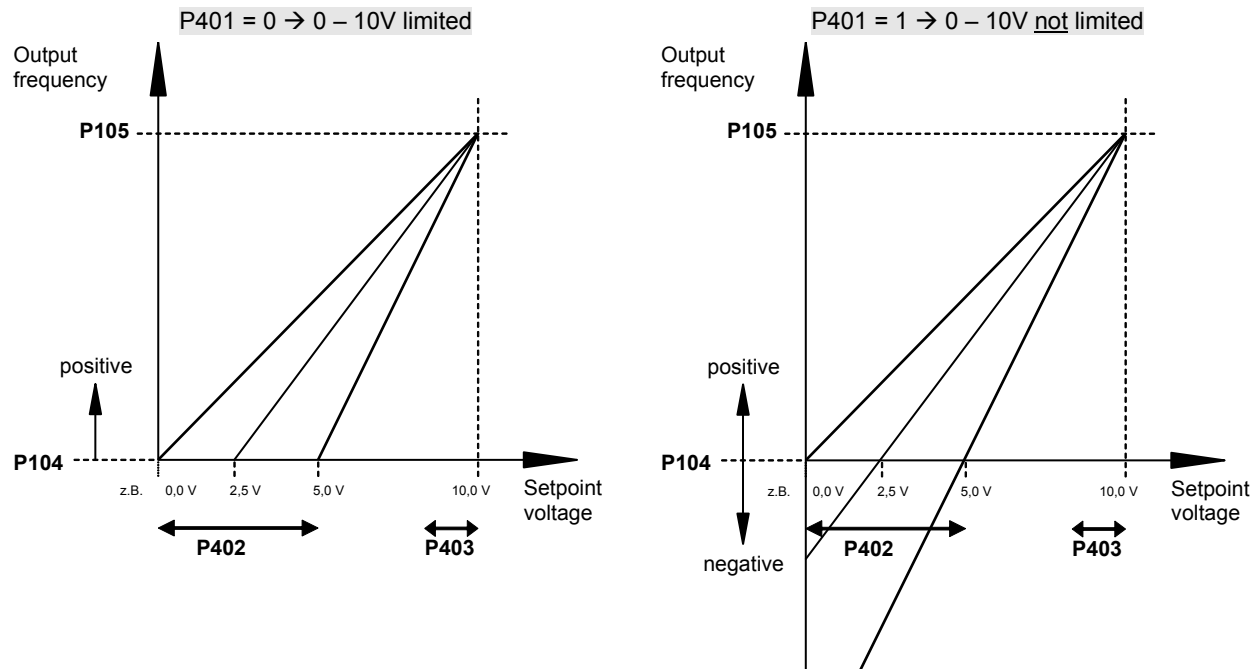 P401 = 0 → 0 – 10V limited
Output
frequency
P105
positive
P104
z.B. 0,0 V 2,5 V 5,0 V 10,0 V
Setpoint
voltage
P402
P403
P401 = 1 → 0 – 10V not limited
Output
frequency
P105
positive
P104
z.B. 0,0 V 2,5 V 5,0 V 10,0 V
Setpoint
voltage
P402
P403
negative